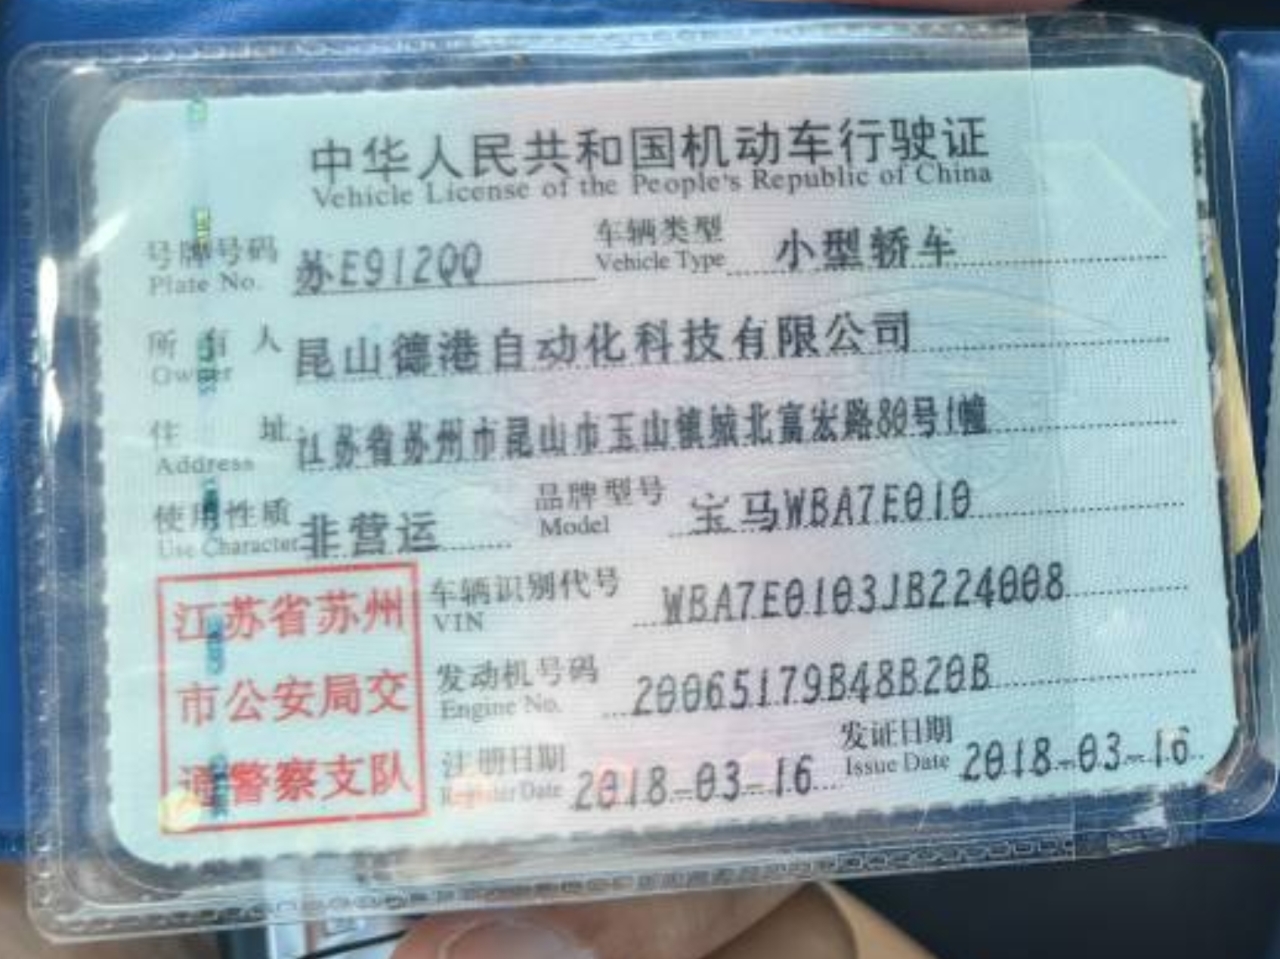 中华人民共和国机动车行驶证
Vehicle License of the People's Republic of China
号牌号码 苏E912QQ 车辆类型 小型轿车
Plate No. Vehicle Type
所有人 昆山德港自动化科技有限公司
Owner
住址 江苏省苏州市昆山市玉山镇城北富宏路80号1幢
Address
使用性质 非营运 品牌型号 宝马WBA7E010
Use Character Model
江苏省苏州
市公安局交
通警察支队
车辆识别代号 WBA7E0103JB224008
VIN
发动机号码 20065179B48B20B
Engine No.
注册日期 2018-03-16 发证日期 2018-03-16
Register Date Issue Date